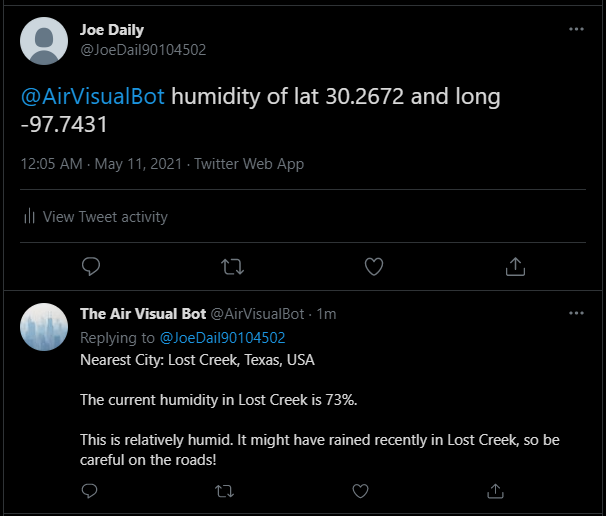 Joe Daily
@JoeDail90104502
@AirVisualBot humidity of lat 30.2672 and long
-97.7431
12:05 AM · May 11, 2021 · Twitter Web App
View Tweet activity
The Air Visual Bot @AirVisualBot · 1m
Replying to @JoeDail90104502
Nearest City: Lost Creek, Texas, USA
The current humidity in Lost Creek is 73%.
This is relatively humid. It might have rained recently in Lost Creek, so be
careful on the roads!